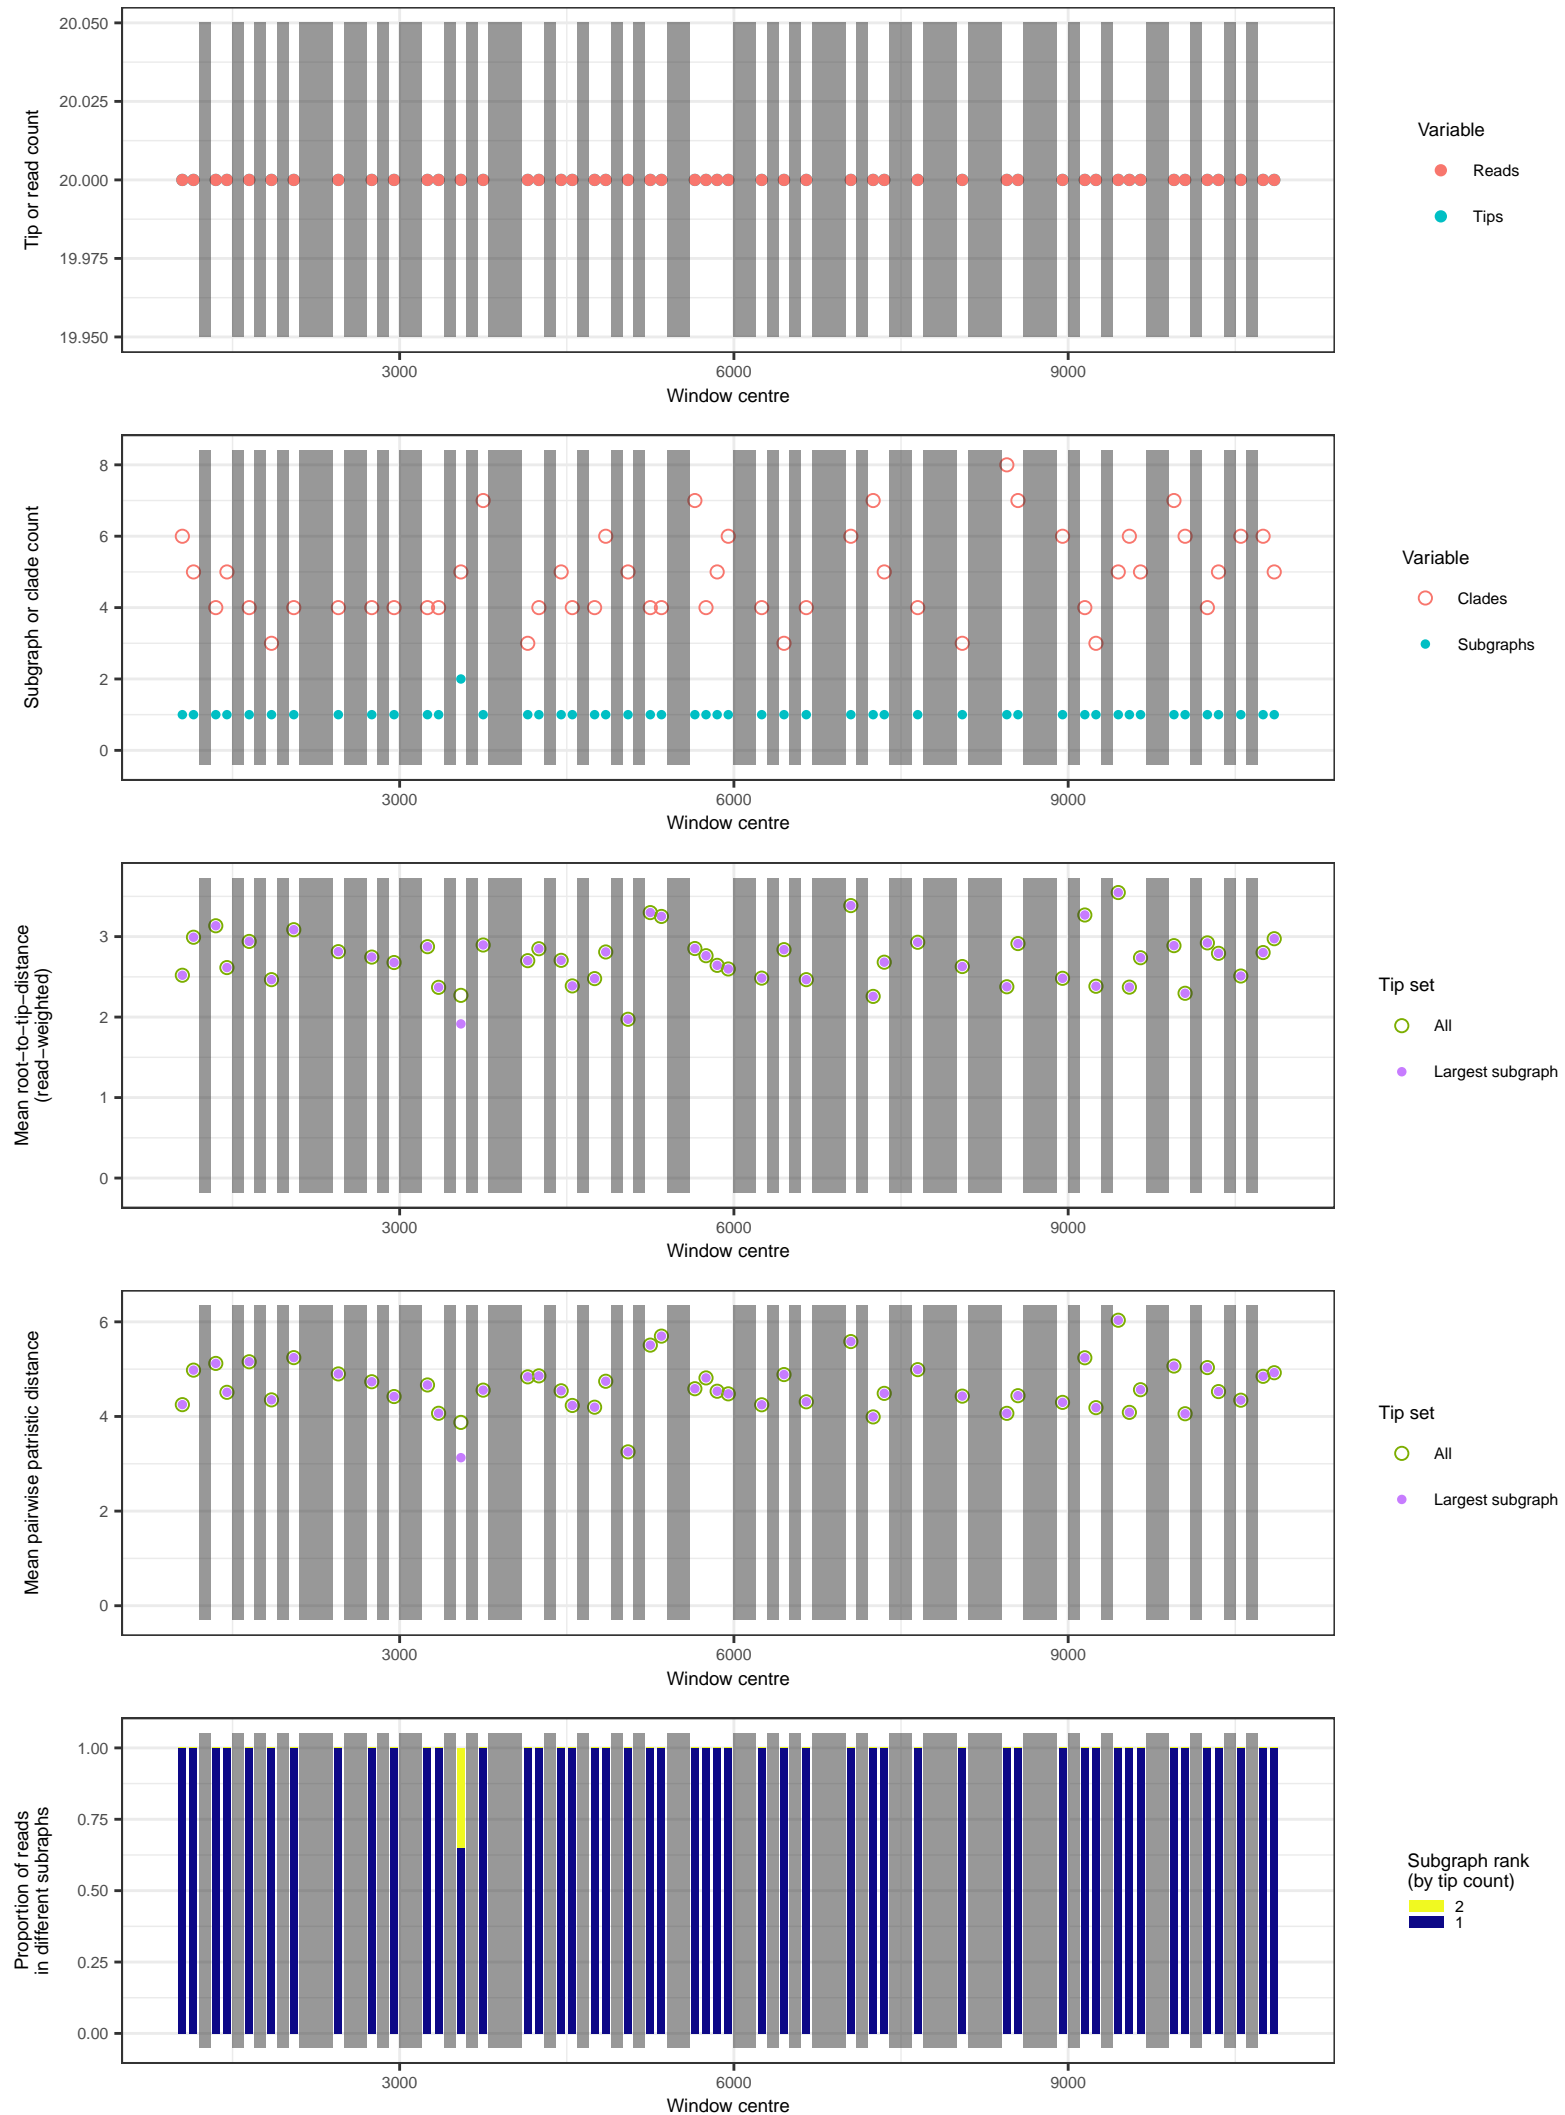 20.050
20.025
20.000
19.975
19.950
Tip or read count
3000
6000
9000
Window centre
Variable
Reads
Tips
8
6
4
2
0
Subgraph or clade count
3000
6000
9000
Window centre
Variable
Clades
Subgraphs
3
2
1
0
Mean root−to−tip−distance
(read−weighted)
3000
6000
9000
Window centre
Tip set
All
Largest subgraph
6
4
2
0
Mean pairwise patristic distance
3000
6000
9000
Window centre
Tip set
All
Largest subgraph
1.00
0.75
0.50
0.25
0.00
Proportion of reads
in different subraphs
3000
6000
9000
Window centre
Subgraph rank
(by tip count)
2
1